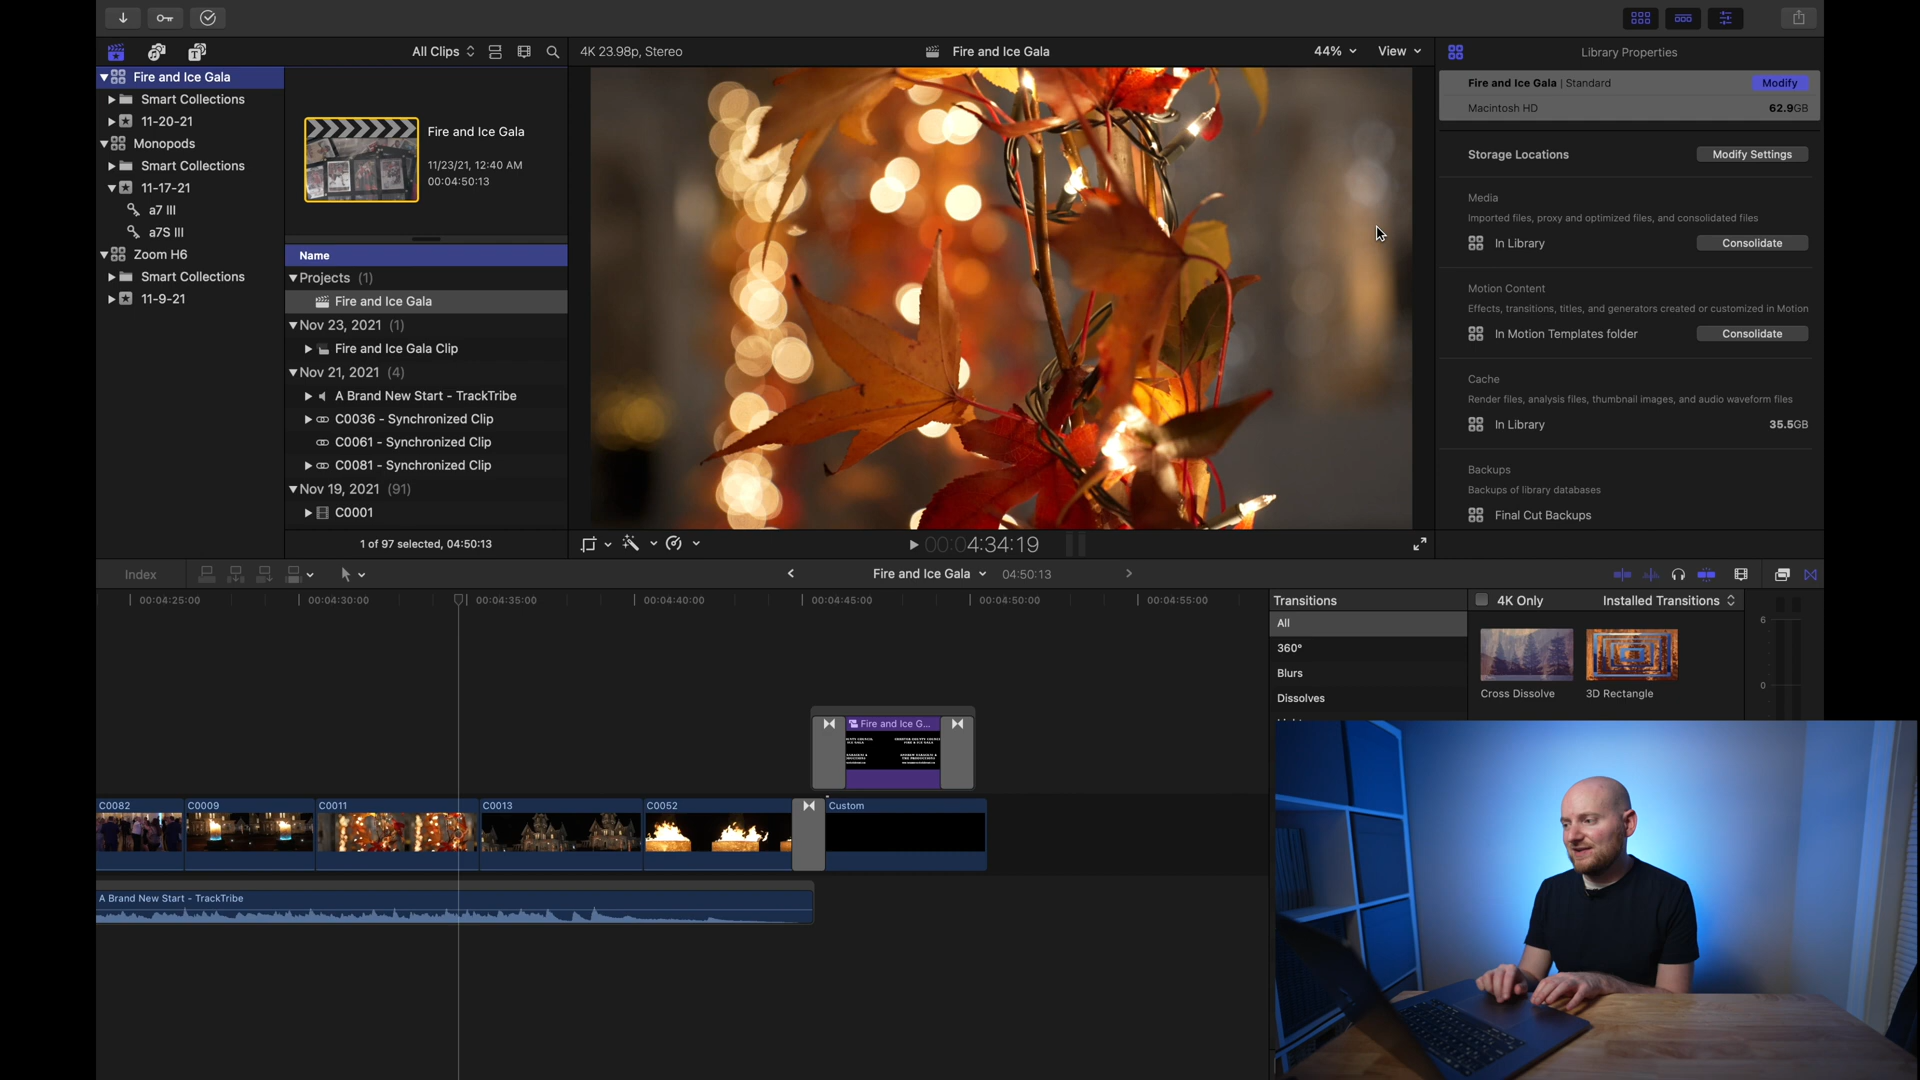 All Clips
4K 23.98p, Stereo
Fire and Ice Gala
44%
View
Library Properties
Fire and Ice Gala
Smart Collections
11-20-21
Monopods
Smart Collections
11-17-21
a7 III
a7S III
Zoom H6
Smart Collections
11-9-21
Fire and Ice Gala
11/23/21, 12:40 AM
00:04:50:13
Name
Projects (1)
Fire and Ice Gala
Nov 23, 2021 (1)
Fire and Ice Gala Clip
Nov 21, 2021 (4)
A Brand New Start - TrackTribe
C0036 - Synchronized Clip
C0061 - Synchronized Clip
C0081 - Synchronized Clip
Nov 19, 2021 (91)
C0001
1 of 97 selected, 04:50:13
00:04:34:19
Fire and Ice Gala | Standard
Modify
Macintosh HD
62.9GB
Storage Locations
Modify Settings
Media
Imported files, proxy and optimized files, and consolidated files
In Library
Consolidate
Motion Content
Effects, transitions, titles, and generators created or customized in Motion
In Motion Templates folder
Consolidate
Cache
Render files, analysis files, thumbnail images, and audio waveform files
In Library
35.5GB
Backups
Backups of library databases
Final Cut Backups
Index
Fire and Ice Gala
04:50:13
00:04:25:00
00:04:30:00
00:04:35:00
00:04:40:00
00:04:45:00
00:04:50:00
00:04:55:00
Transitions
4K Only
Installed Transitions
All
360°
Blurs
Dissolves
Cross Dissolve
3D Rectangle
6
0
Fire and Ice G...
C0082
C0009
C0011
C0013
C0052
Custom
A Brand New Start - TrackTribe